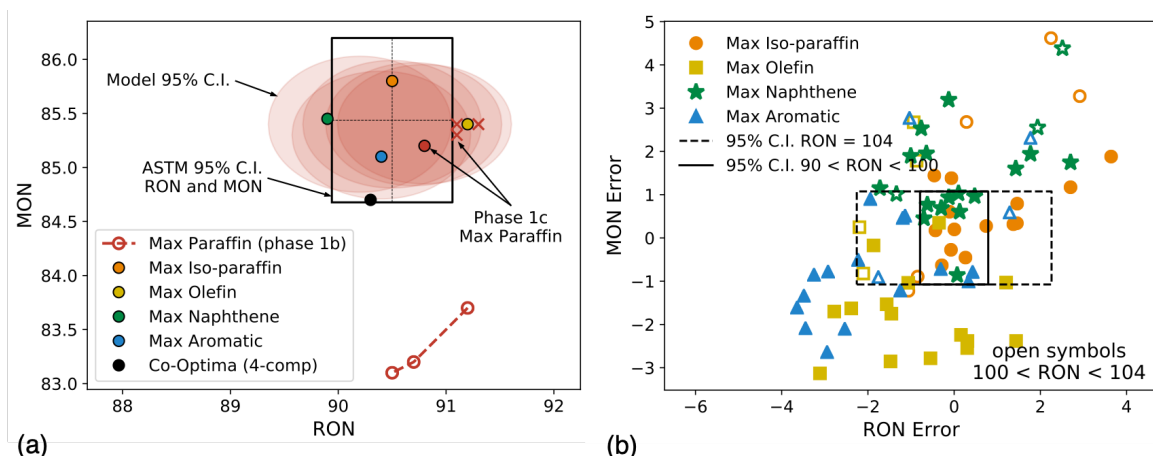 86.0
85.5
85.0
84.5
84.0
83.5
83.0
MON
Model 95% C.I.
ASTM 95% C.I.
RON and MON
Phase 1c
Max Paraffin
Max Paraffin (phase 1b)
Max Iso-paraffin
Max Olefin
Max Naphthene
Max Aromatic
Co-Optima (4-comp)
88
89
90
91
92
RON
(a)
5
4
3
2
1
0
−1
−2
−3
MON Error
Max Iso-paraffin
Max Olefin
Max Naphthene
Max Aromatic
95% C.I. RON = 104
95% C.I. 90 < RON < 100
open symbols
100 < RON < 104
−6
−4
−2
0
2
4
RON Error
(b)